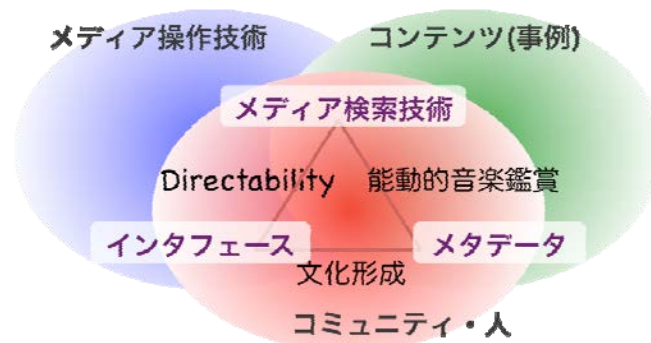 メディア操作技術
コンテンツ(事例)
メディア検索技術
Directability
能動的音楽鑑賞
インタフェース
メタデータ
文化形成
コミュニティ・人